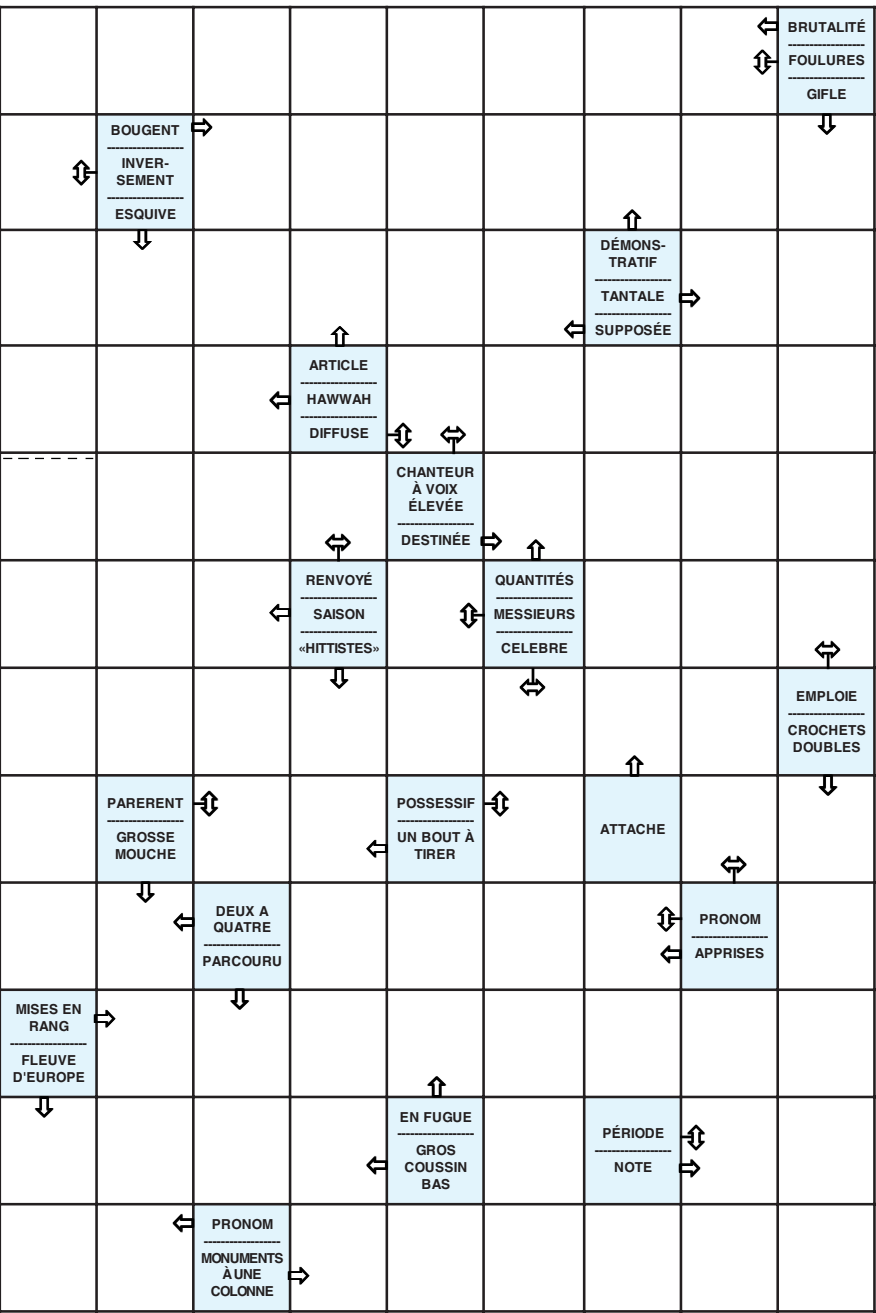 BRUTALITÉ
FOULURES
GIFLE
BOUGENT
INVER-
SEMENT
ESQUIVE
DÉMONS-
TRATIF
TANTALE
SUPPOSÉE
ARTICLE
HAWWAH
DIFFUSE
CHANTEUR
À VOIX
ÉLEVÉE
DESTINÉE
RENVOYÉ
SAISON
«HITTISTES»
QUANTITÉS
MESSIEURS
CELEBRE
EMPLOIE
CROCHETS
DOUBLES
PARERENT
GROSSE
MOUCHE
POSSESSIF
UN BOUT À
TIRER
ATTACHE
DEUX A
QUATRE
PARCOURU
PRONOM
APPRISES
MISES EN
RANG
FLEUVE
D'EUROPE
EN FUGUE
GROS
COUSSIN
BAS
PÉRIODE
NOTE
PRONOM
MONUMENTS
À UNE
COLONNE